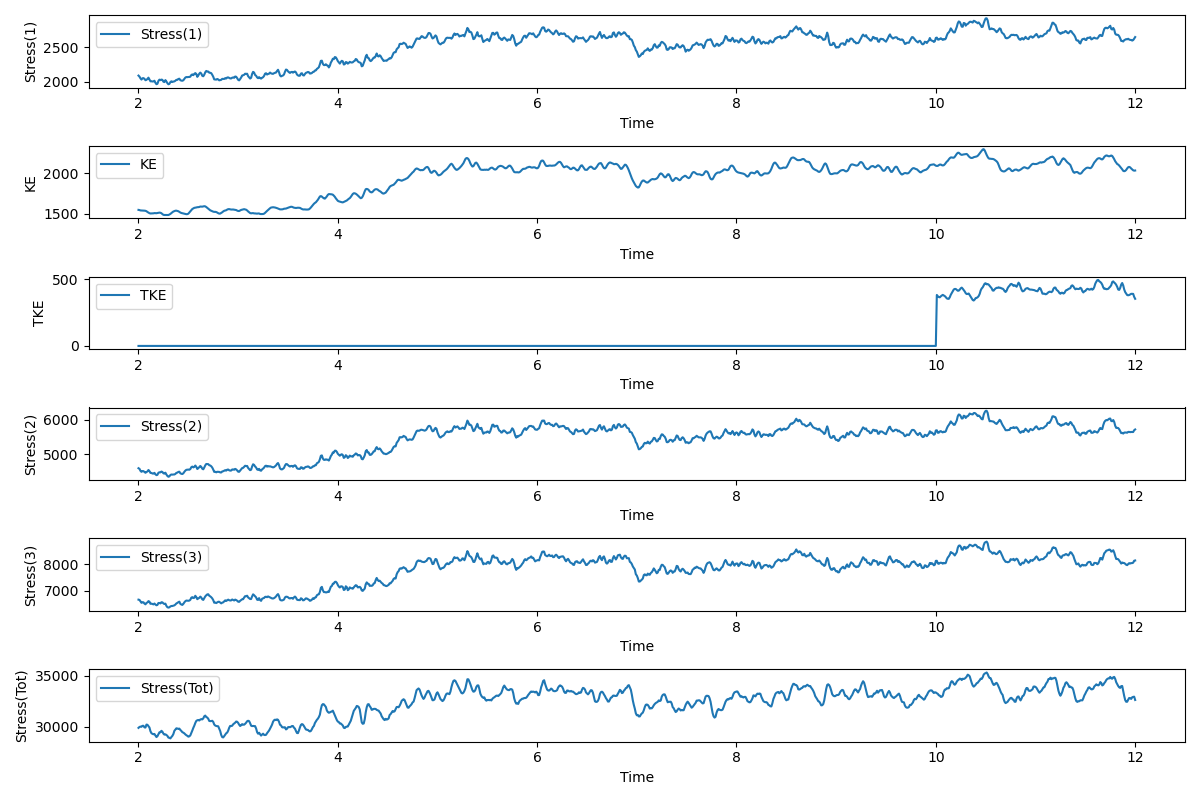 Stress(1)
2500
2000
Stress(1)
2 4 6 8 10 12
Time
KE
2000
1500
KE
2 4 6 8 10 12
Time
TKE
500
0
TKE
2 4 6 8 10 12
Time
Stress(2)
6000
5000
Stress(2)
2 4 6 8 10 12
Time
Stress(3)
8000
7000
Stress(3)
2 4 6 8 10 12
Time
Stress(Tot)
35000
30000
Stress(Tot)
2 4 6 8 10 12
Time